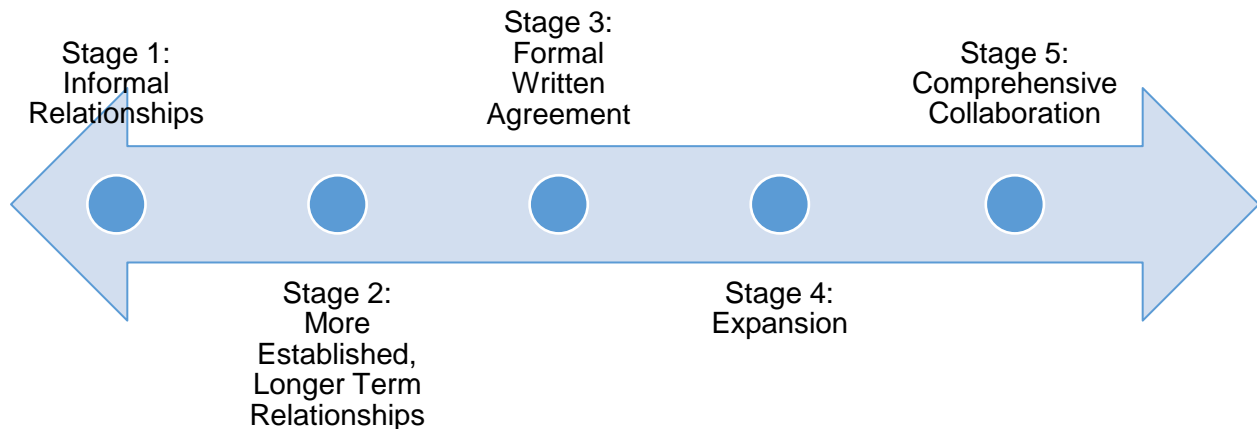 Stage 1:
Informal
Relationships
Stage 2:
More
Established,
Longer Term
Relationships
Stage 3:
Formal
Written
Agreement
Stage 4:
Expansion
Stage 5:
Comprehensive
Collaboration